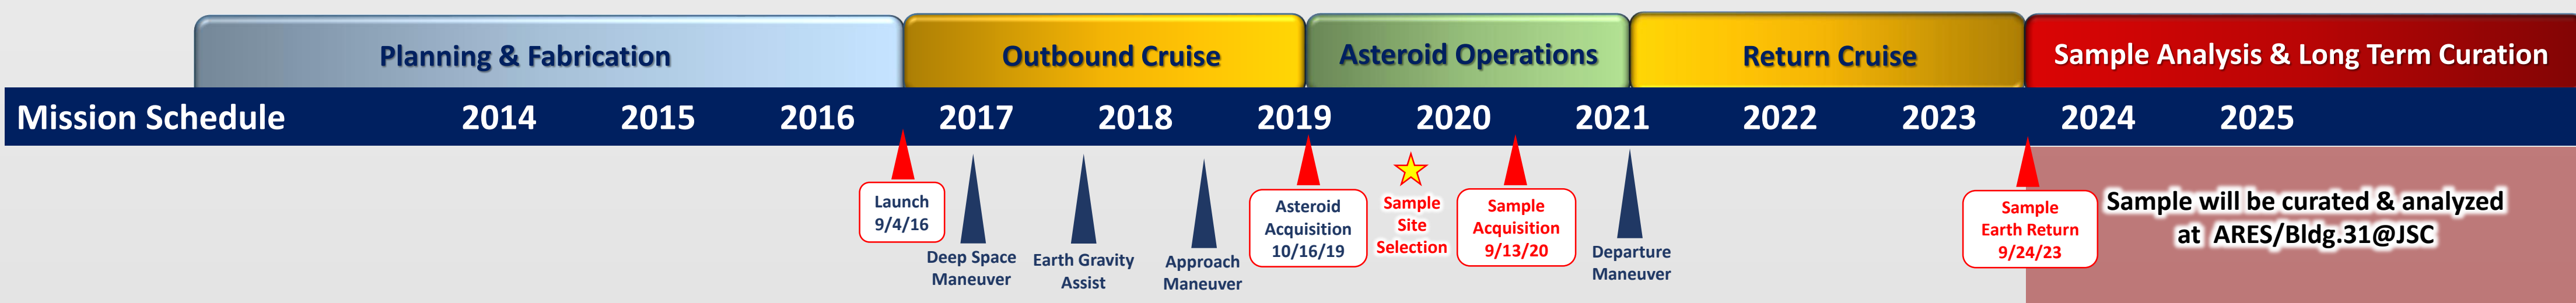 Planning & Fabrication
Outbound Cruise
Asteroid Operations
Return Cruise
Sample Analysis & Long Term Curation
Mission Schedule 2014 2015 2016 2017 2018 2019 2020 2021 2022 2023 2024 2025
Launch
9/4/16
Deep Space
Maneuver
Earth Gravity
Assist
Approach
Maneuver
Asteroid
Acquisition
10/16/19
Sample
Site
Selection
Sample
Acquisition
9/13/20
Departure
Maneuver
Sample
Earth Return
9/24/23
Sample will be curated & analyzed
at ARES/Bldg.31@JSC